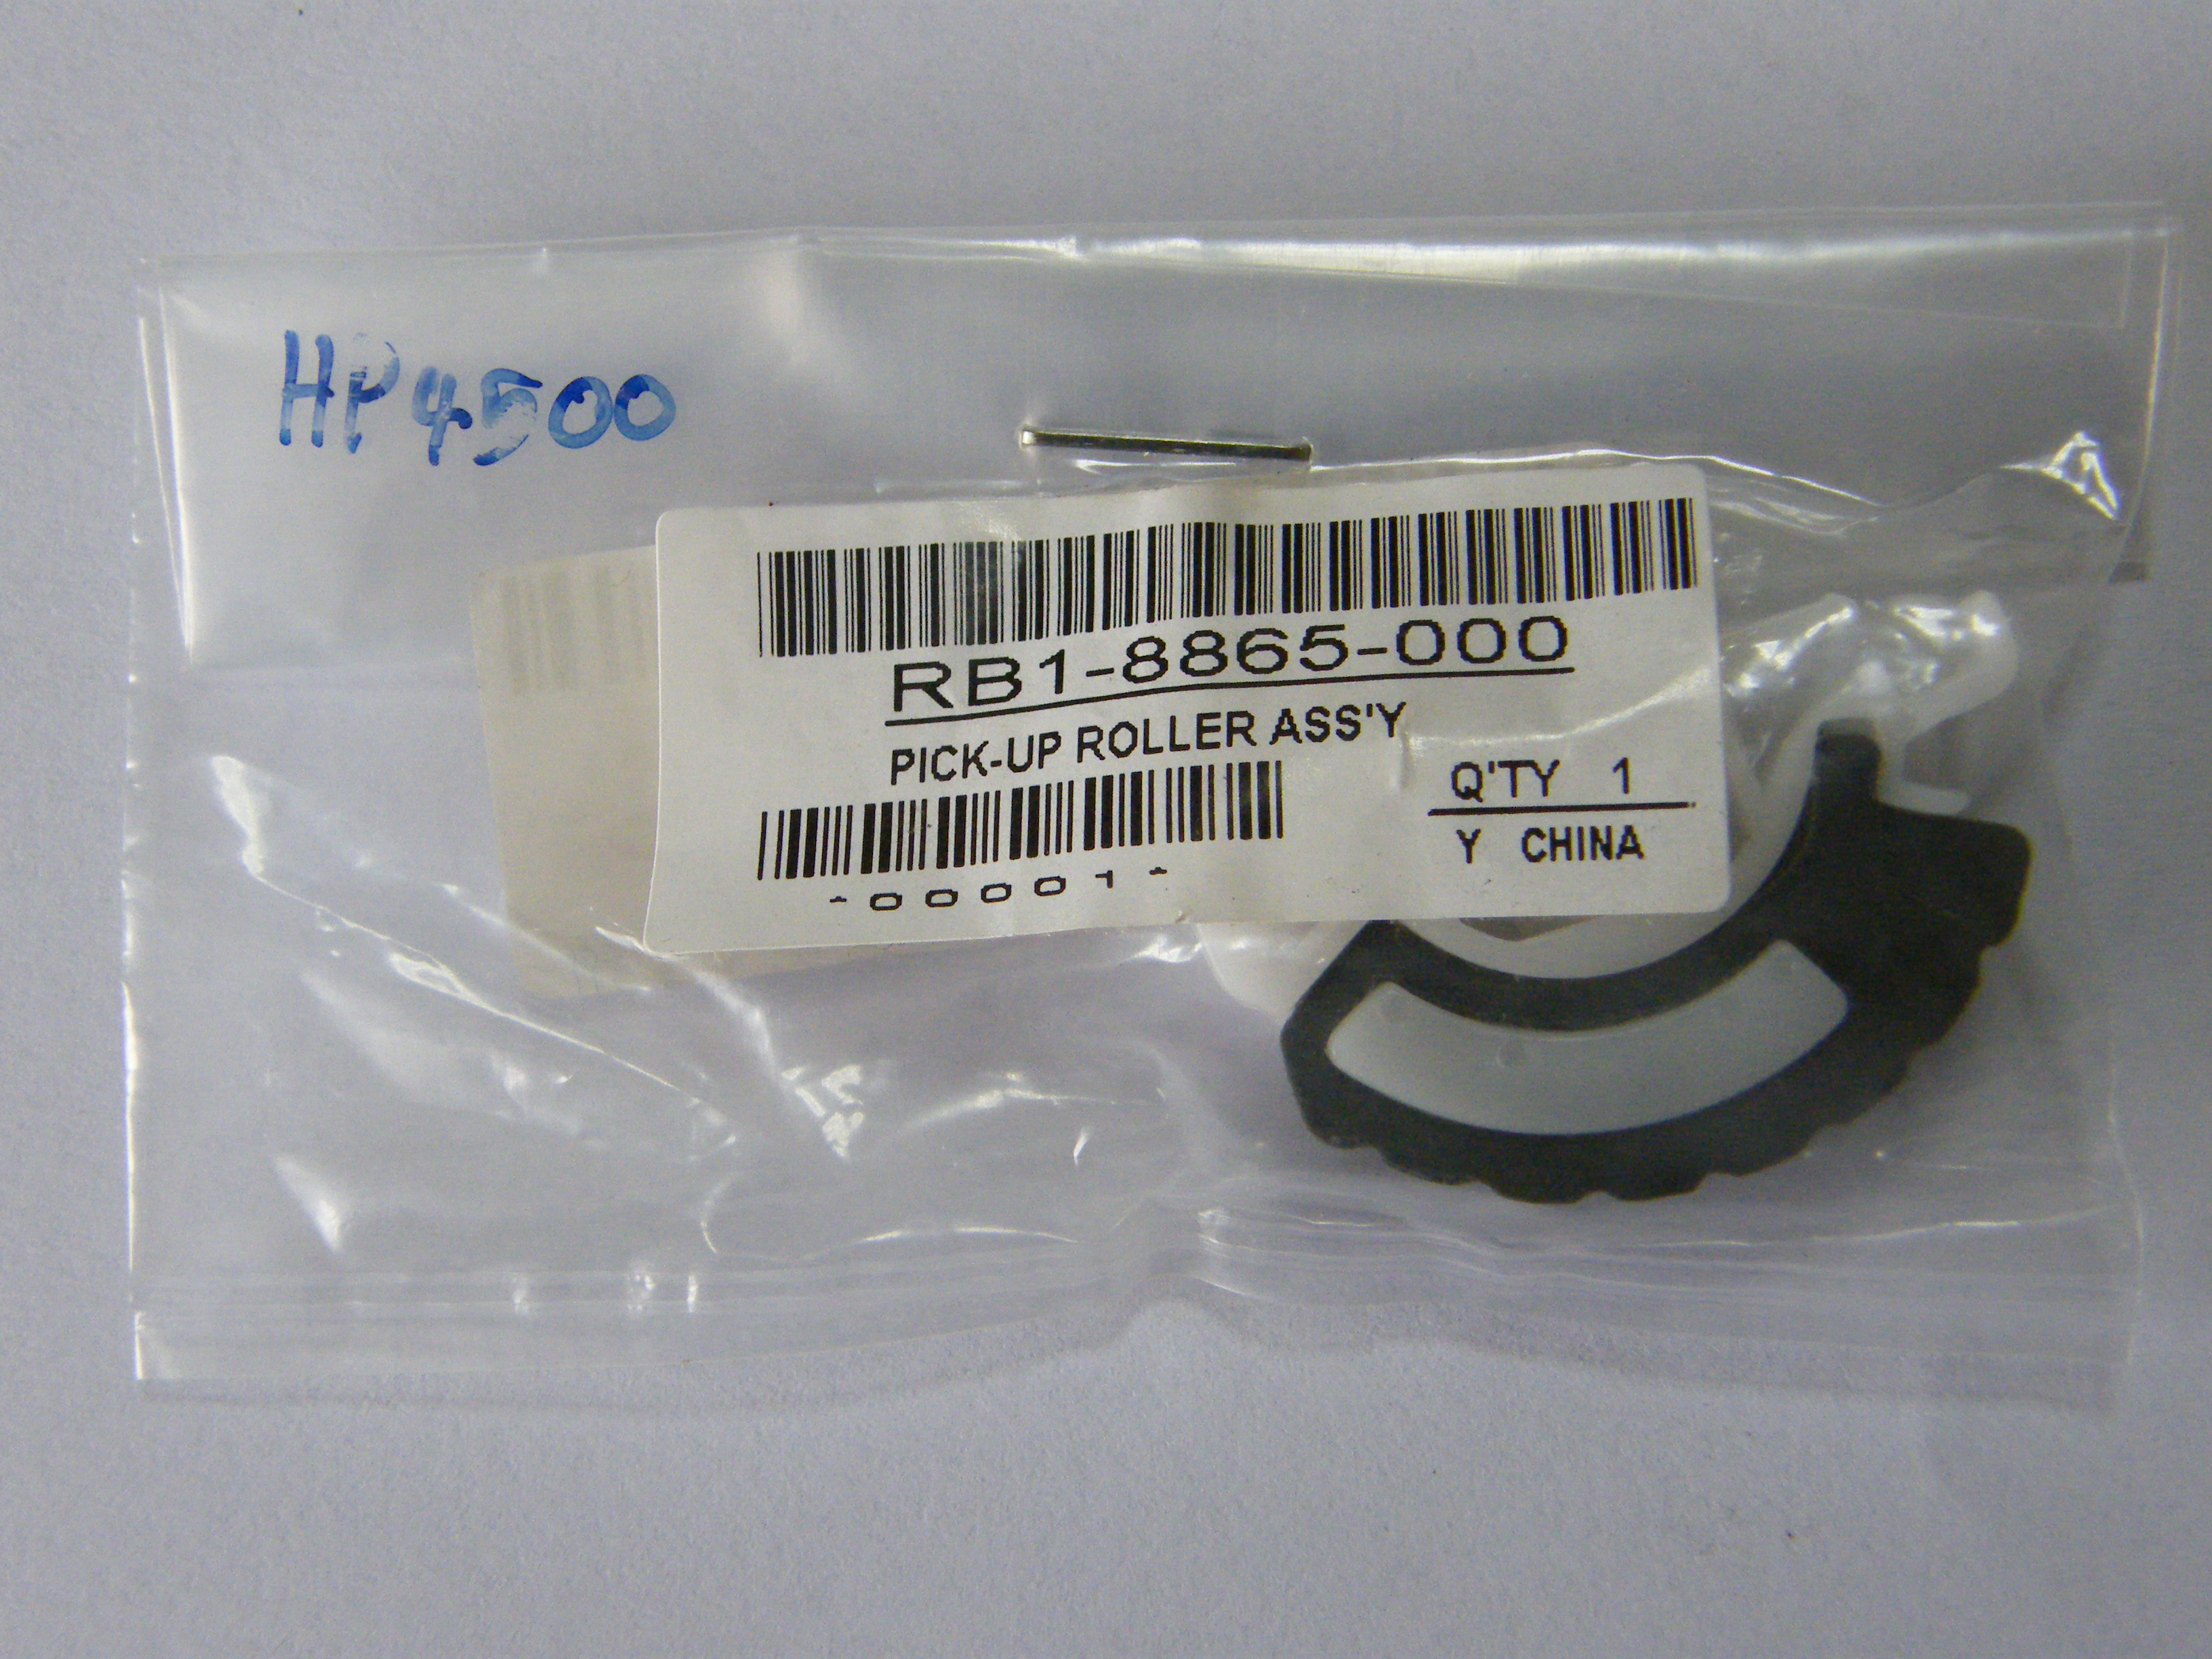 HP4500
RB1-8865-000
PICK-UP ROLLER ASS'Y
Q'TY 1
Y CHINA
-00001-